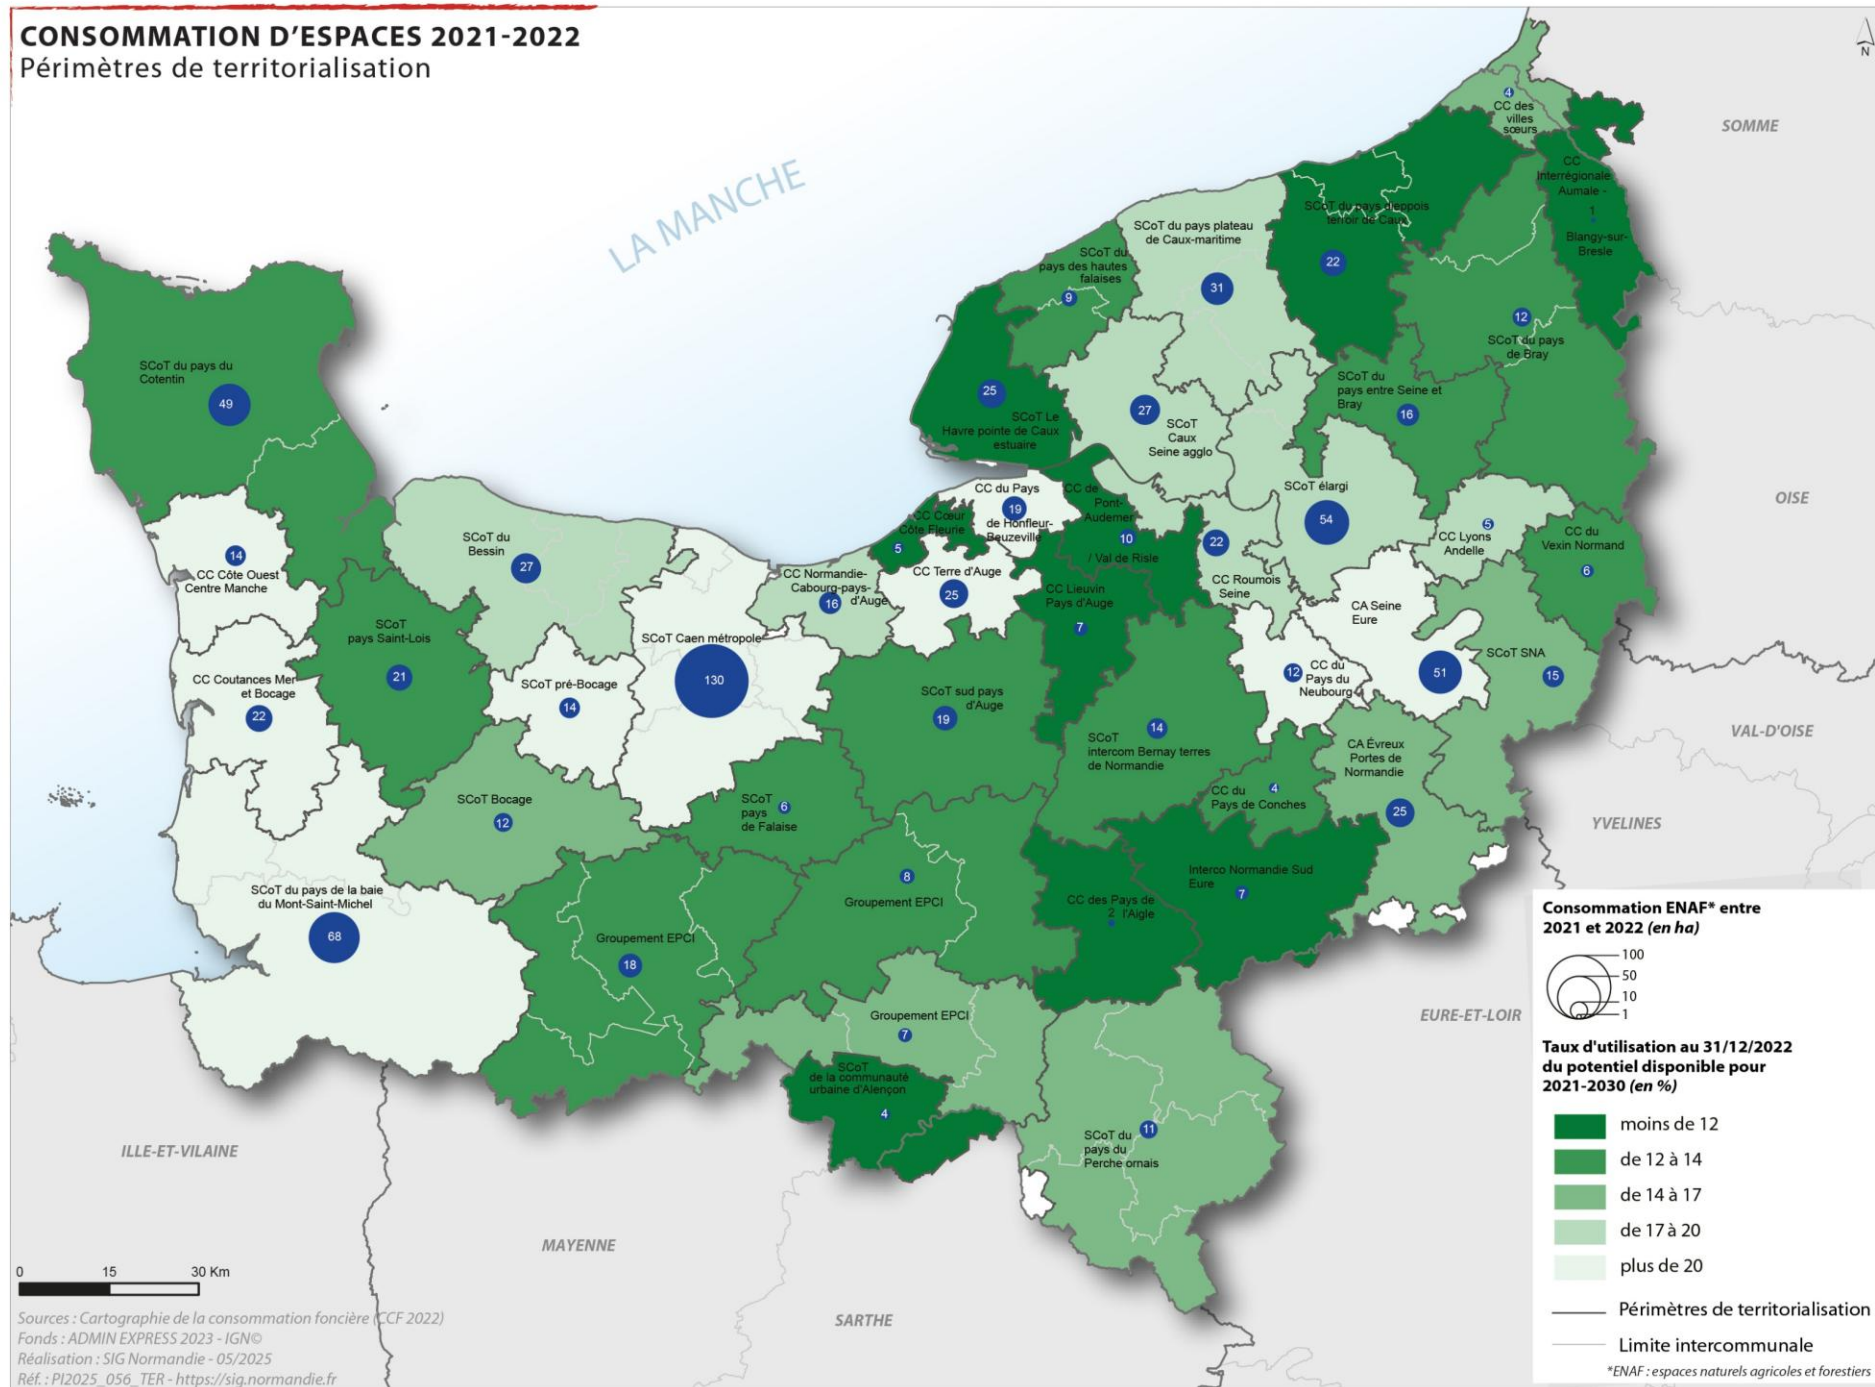 CONSOMMATION D'ESPACES 2021-2022
Périmètres de territorialisation
N
LA MANCHE
SOMME
OISE
VAL-D'OISE
YVELINES
EURE-ET-LOIR
SARTHE
MAYENNE
ILLE-ET-VILAINE
4
CC des
villes
sœurs
CC
Interrégionale
Aumale -
1
Blangy-sur-
Bresle
SCoT du pays dieppois
terroir de Caux
22
SCoT du pays plateau
de Caux-maritime
31
SCoT du
pays des hautes
falaises
9
12
SCoT du pays
de Bray
SCoT du
pays entre Seine et
Bray
16
25
SCoT Le
Havre pointe de Caux
estuaire
27
SCoT
Caux
Seine agglo
SCoT élargi
54
5
CC Lyons
Andelle
CC du
Vexin Normand
6
SCoT du pays du
Cotentin
49
14
CC Côte Ouest
Centre Manche
SCoT du
Bessin
27
CC Cœur
Côte Fleurie
5
CC du Pays
19
de Honfleur-
Beuzeville
CC de
Pont-
Audemer
10
/ Val de Risle
22
CC Roumois
Seine
CC Normandie-
Cabourg-pays-
d'Auge
16
CC Terre d'Auge
25
CC Lieuvin
Pays d'Auge
7
CA Seine
Eure
51
SCoT SNA
15
12
CC du
Pays du
Neubourg
SCoT
pays Saint-Lois
21
CC Coutances Mer
et Bocage
22
SCoT pré-Bocage
14
SCoT Caen métropole
130
SCoT sud pays
d'Auge
19
14
SCoT
intercom Bernay terres
de Normandie
CA Évreux
Portes de
Normandie
25
4
CC du
Pays de Conches
SCoT Bocage
12
SCoT
pays
de Falaise
6
SCoT du pays de la baie
du Mont-Saint-Michel
68
Groupement EPCI
18
8
Groupement EPCI
CC des Pays de
2 l'Aigle
Interco Normandie Sud
Eure
7
Groupement EPCI
7
SCoT
de la communauté
urbaine d'Alençon
4
11
SCoT du
pays du
Perche ornais
Consommation ENAF* entre
2021 et 2022 (en ha)
100
50
10
1
Taux d'utilisation au 31/12/2022
du potentiel disponible pour
2021-2030 (en %)
moins de 12
de 12 à 14
de 14 à 17
de 17 à 20
plus de 20
Périmètres de territorialisation
Limite intercommunale
*ENAF : espaces naturels agricoles et forestiers
0 15 30 Km
Sources : Cartographie de la consommation foncière (CCF 2022)
Fonds : ADMIN EXPRESS 2023 - IGN©
Réalisation : SIG Normandie - 05/2025
Réf. : PI2025_056_TER - https://sig.normandie.fr